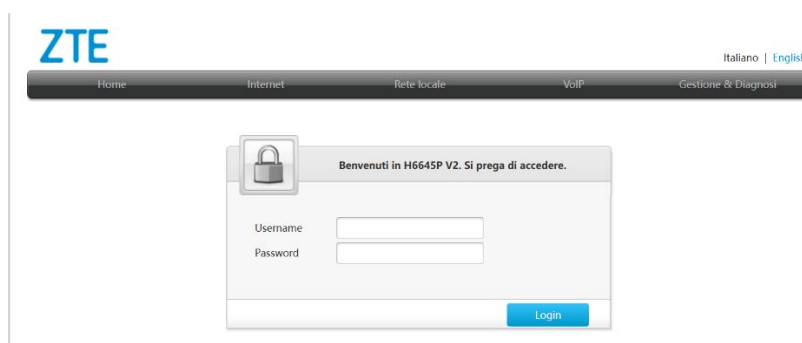 ZTE
Italiano | English
Home Internet Rete locale VoIP Gestione & Diagnosi
Benvenuti in H6645P V2. Si prega di accedere.
Username
Password
Login